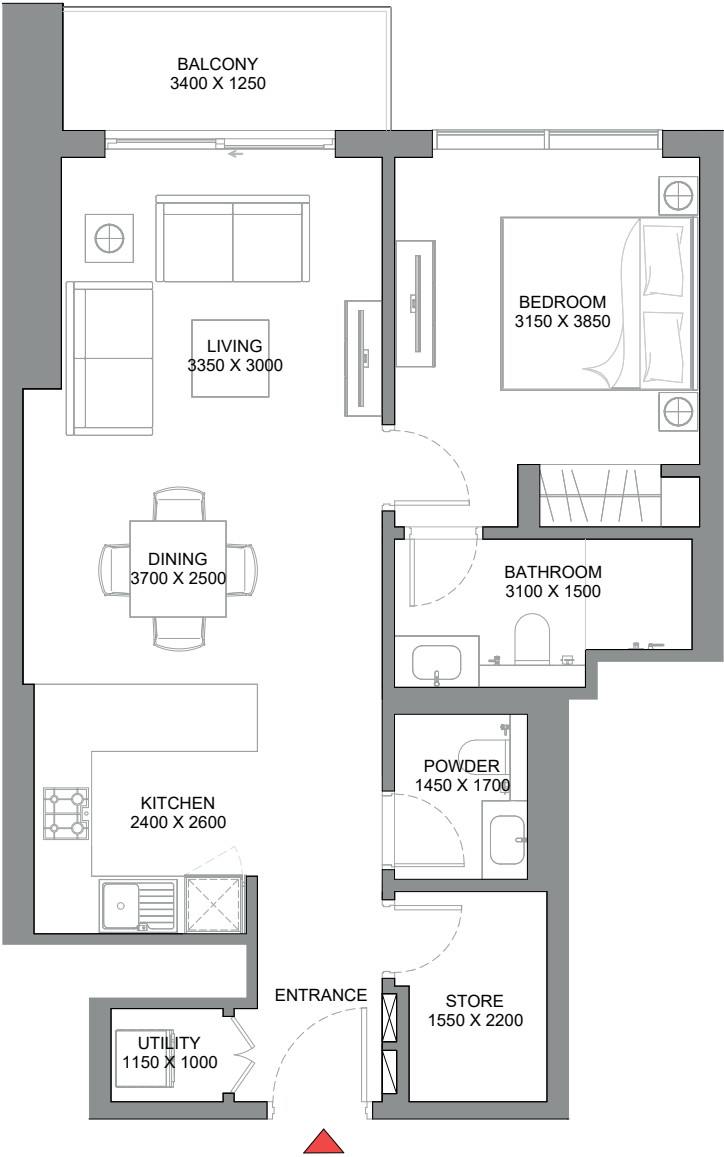 BALCONY
3400 X 1250
BEDROOM
3150 X 3850
LIVING
3350 X 3000
DINING
3700 X 2500
BATHROOM
3100 X 1500
POWDER
1450 X 1700
KITCHEN
2400 X 2600
ENTRANCE
STORE
1550 X 2200
UTILITY
1150 X 1000